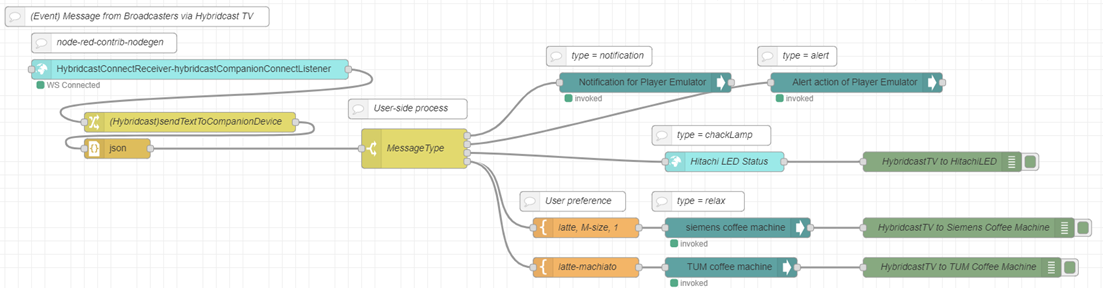 (Event) Message from Broadcasters via Hybridcast TV
node-red-contrib-nodegen
HybridcastConnectReceiver-hybridcastCompanionConnectListener
WS Connected
(Hybridcast)sendTextToCompanionDevice
json
User-side process
MessageType
type = notification
type = alert
Notification for Player Emulator
invoked
Alert action of Player Emulator
invoked
type = chackLamp
Hitachi LED Status
HybridcastTV to HitachiLED
User preference
type = relax
latte, M-size, 1
siemens coffee machine
invoked
HybridcastTV to Siemens Coffee Machine
latte-machiato
TUM coffee machine
invoked
HybridcastTV to TUM Coffee Machine